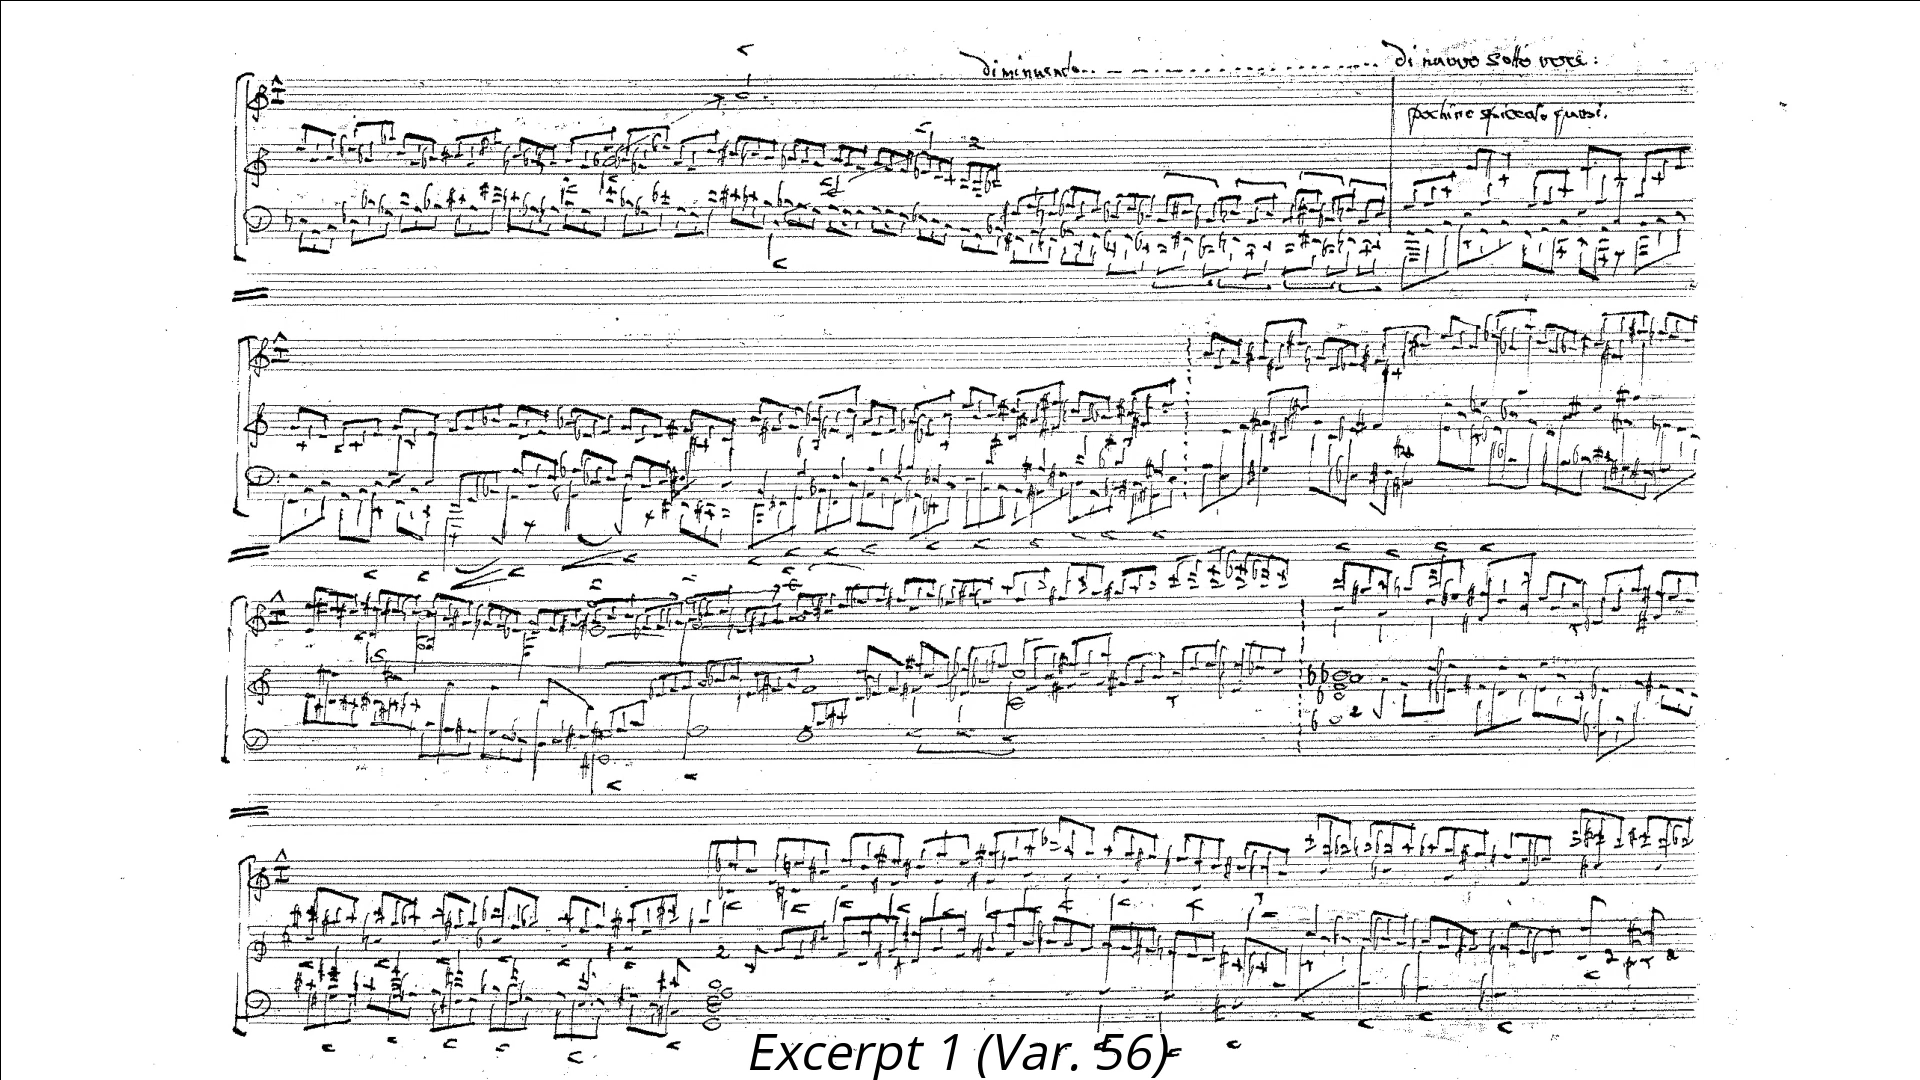 diminuendo.. - - - . . . . . . . . . di nuovo sotto voce :
pochino spiccato quasi.
Excerpt 1 (Var. 56)